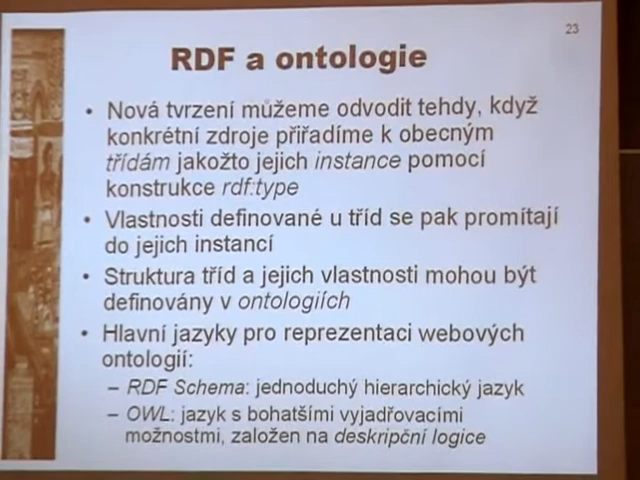 23
RDF a ontologie
• Nová tvrzení můžeme odvodit tehdy, když
konkrétní zdroje přiřadíme k obecným
třídám jakožto jejich instance pomocí
konstrukce rdf:type
• Vlastnosti definované u tříd se pak promítají
do jejich instancí
• Struktura tříd a jejich vlastnosti mohou být
definovány v ontologiích
• Hlavní jazyky pro reprezentaci webových
ontologií:
– RDF Schema: jednoduchý hierarchický jazyk
– OWL: jazyk s bohatšími vyjadřovacími
možnostmi, založen na deskripční logice